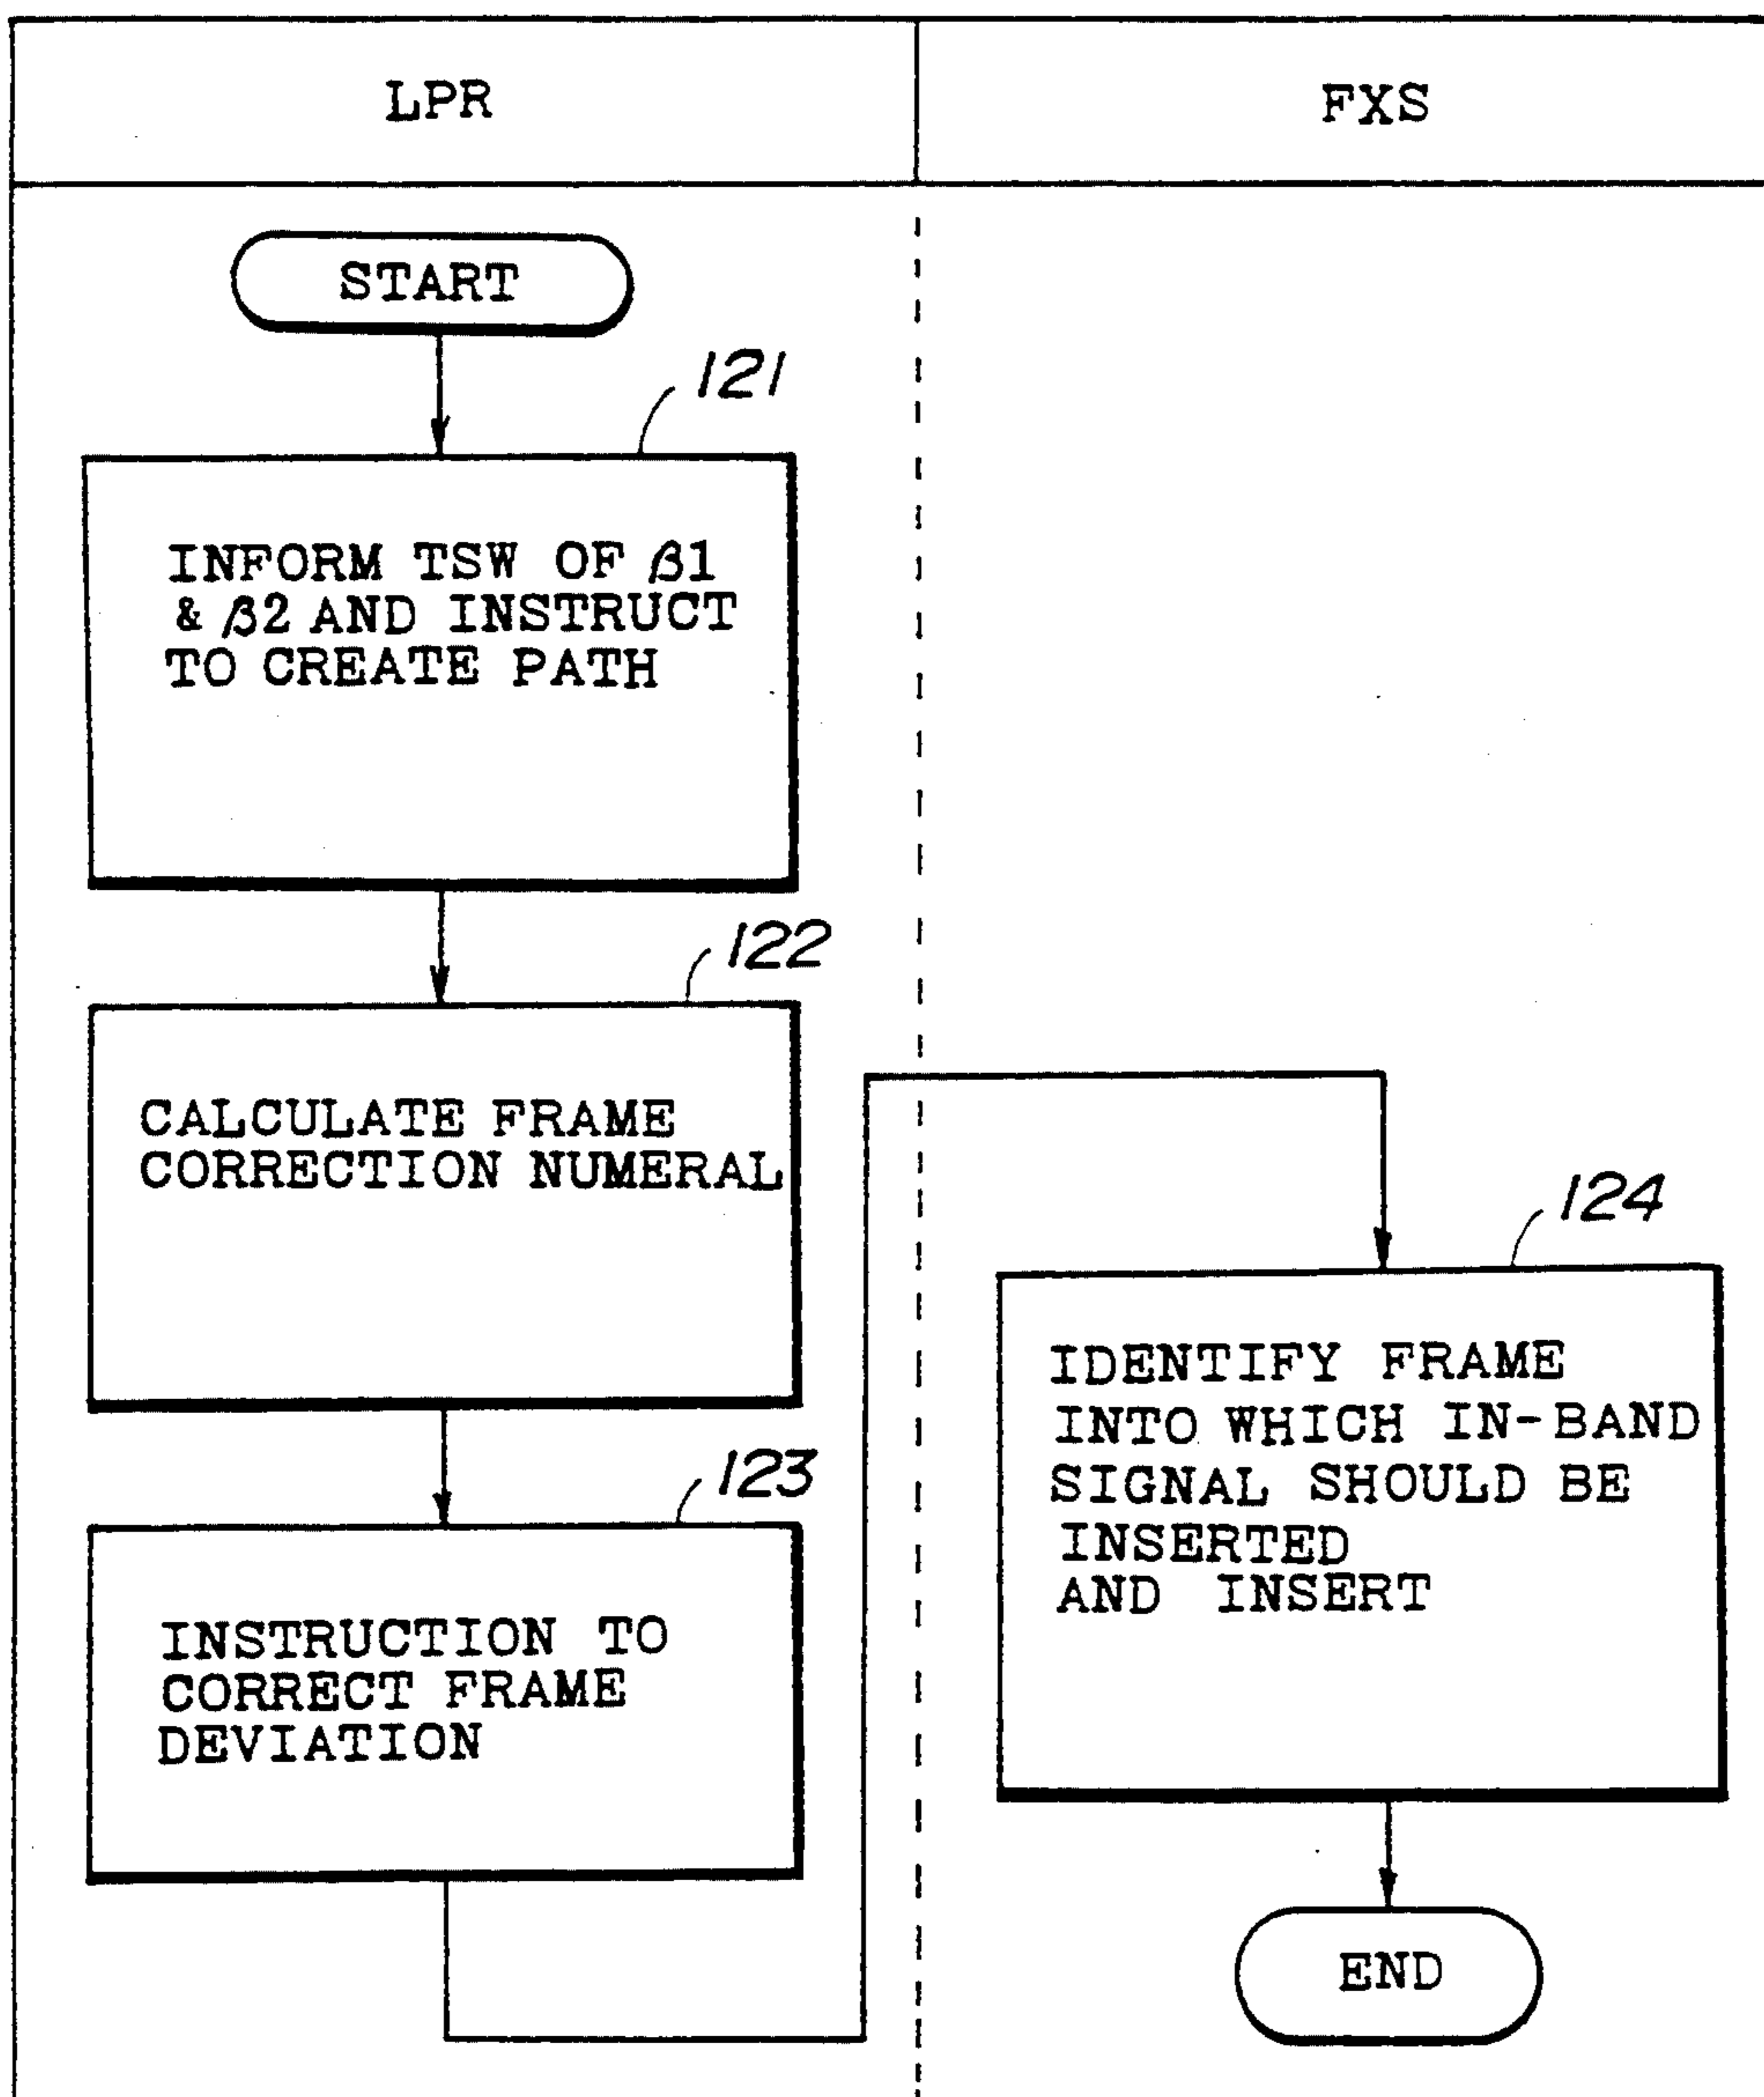 LPR
FXS
START
121
INFORM TSW OF β1
& β2 AND INSTRUCT
TO CREATE PATH
122
CALCULATE FRAME
CORRECTION NUMERAL
123
INSTRUCTION TO
CORRECT FRAME
DEVIATION
124
IDENTIFY FRAME
INTO WHICH IN-BAND
SIGNAL SHOULD BE
INSERTED
AND INSERT
END